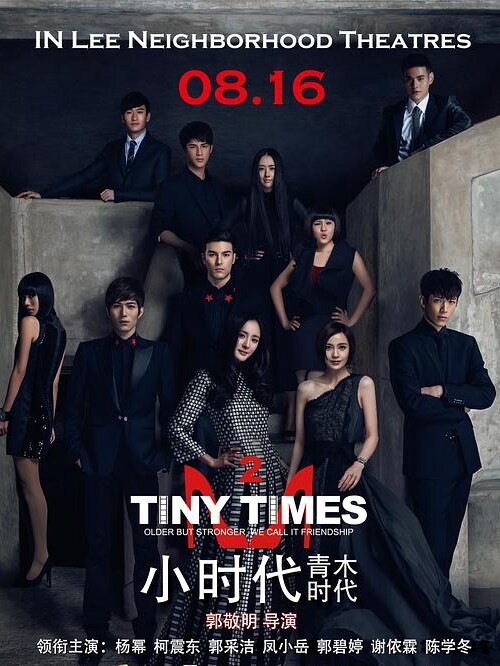 IN LEE NEIGHBORHOOD THEATRES
08.16
2
TINY TIMES
OLDER BUT STRONGER, WE CALL IT FRIENDSHIP
小时代 青木时代
郭敬明 导演
领衔主演：杨幂 柯震东 郭采洁 凤小岳 郭碧婷 谢依霖 陈学冬